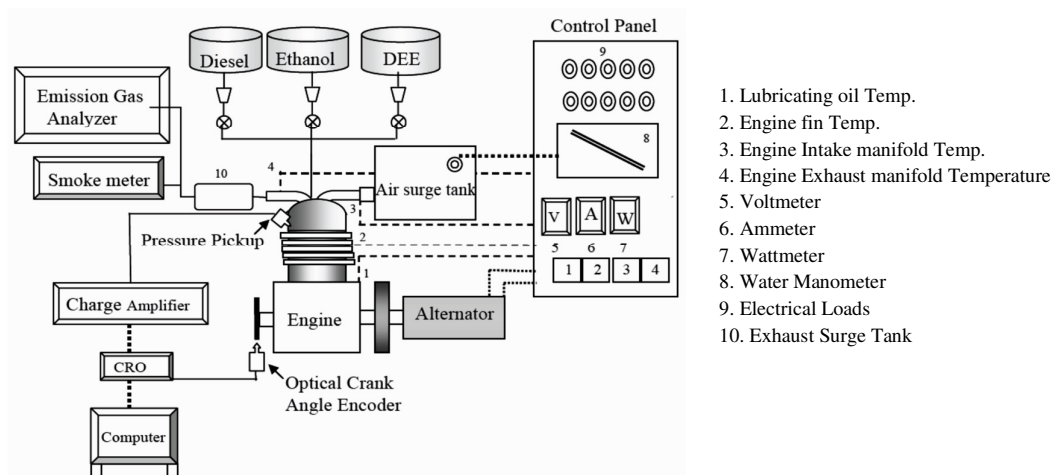 Control Panel
Diesel
Ethanol
DEE
9
Emission Gas
Analyzer
8
Smoke meter
10
4
Air surge tank
3
V
A
W
Pressure Pickup
2
5
6
7
1
1
2
3
4
Charge Amplifier
Engine
Alternator
CRO
Optical Crank
Angle Encoder
Computer
1. Lubricating oil Temp.
2. Engine fin Temp.
3. Engine Intake manifold Temp.
4. Engine Exhaust manifold Temperature
5. Voltmeter
6. Ammeter
7. Wattmeter
8. Water Manometer
9. Electrical Loads
10. Exhaust Surge Tank